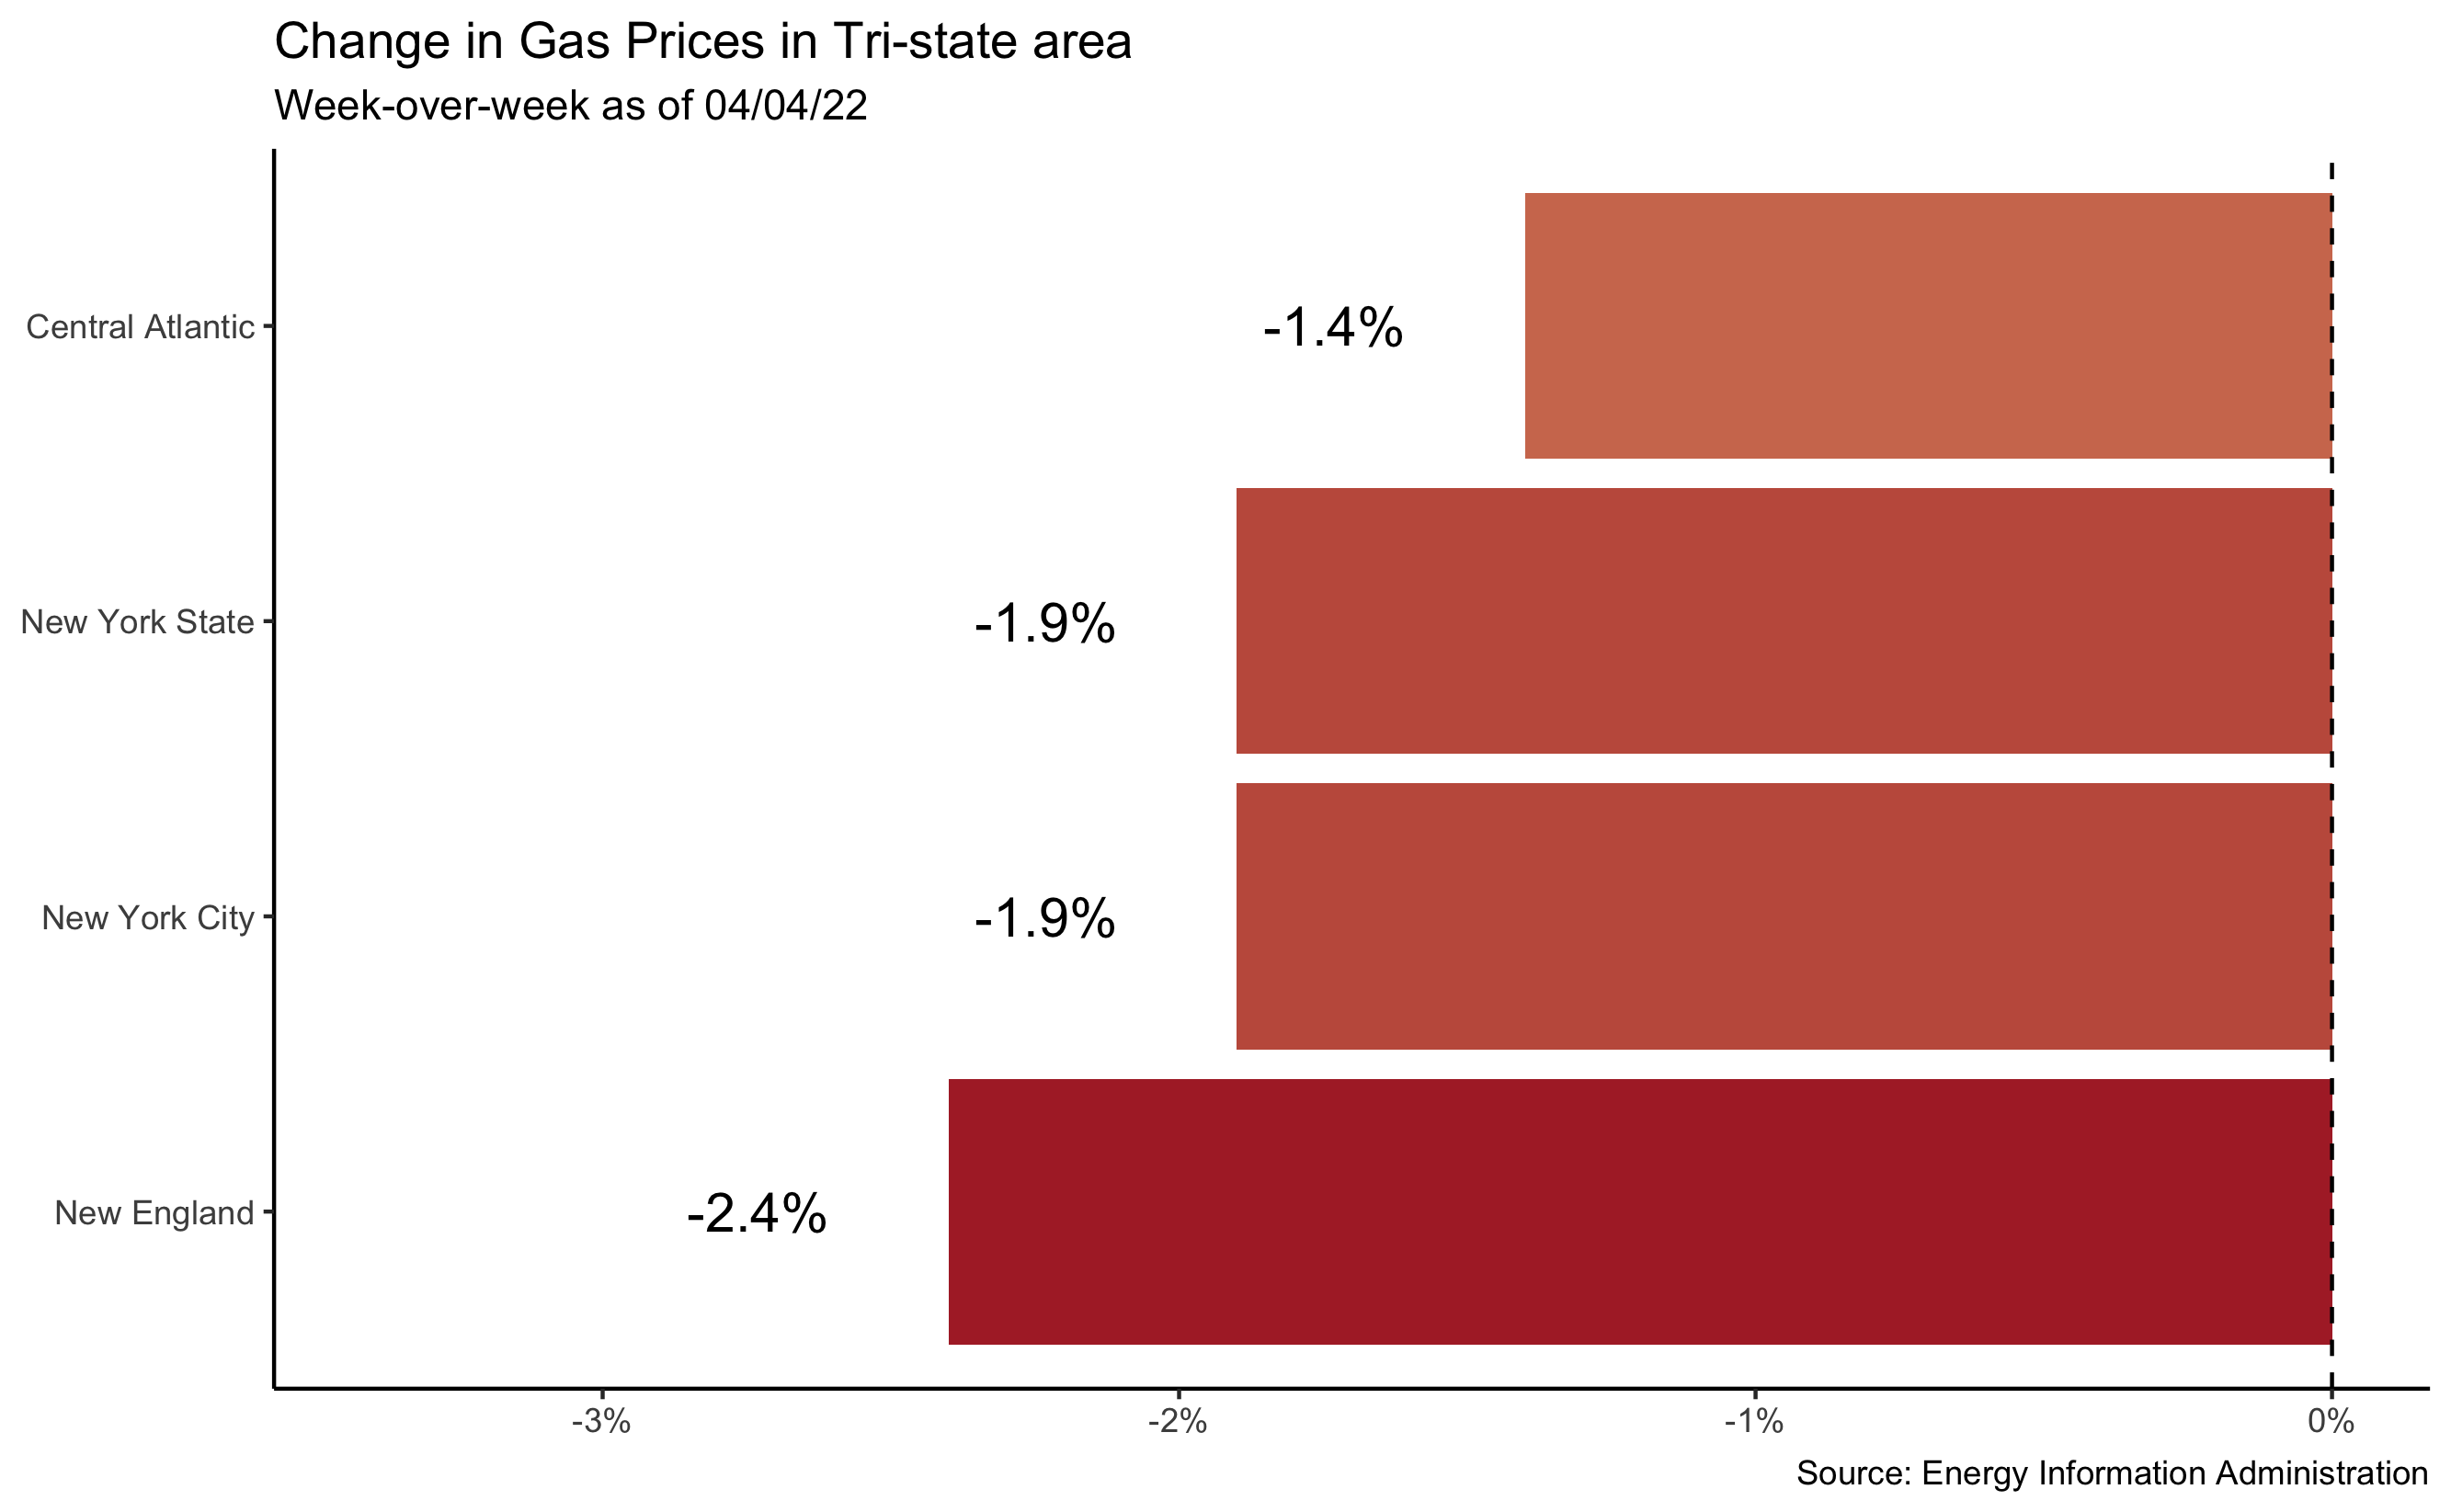 Change in Gas Prices in Tri-state area
Week-over-week as of 04/04/22
Central Atlantic
-1.4%
New York State
-1.9%
New York City
-1.9%
New England
-2.4%
-3%
-2%
-1%
0%
Source: Energy Information Administration